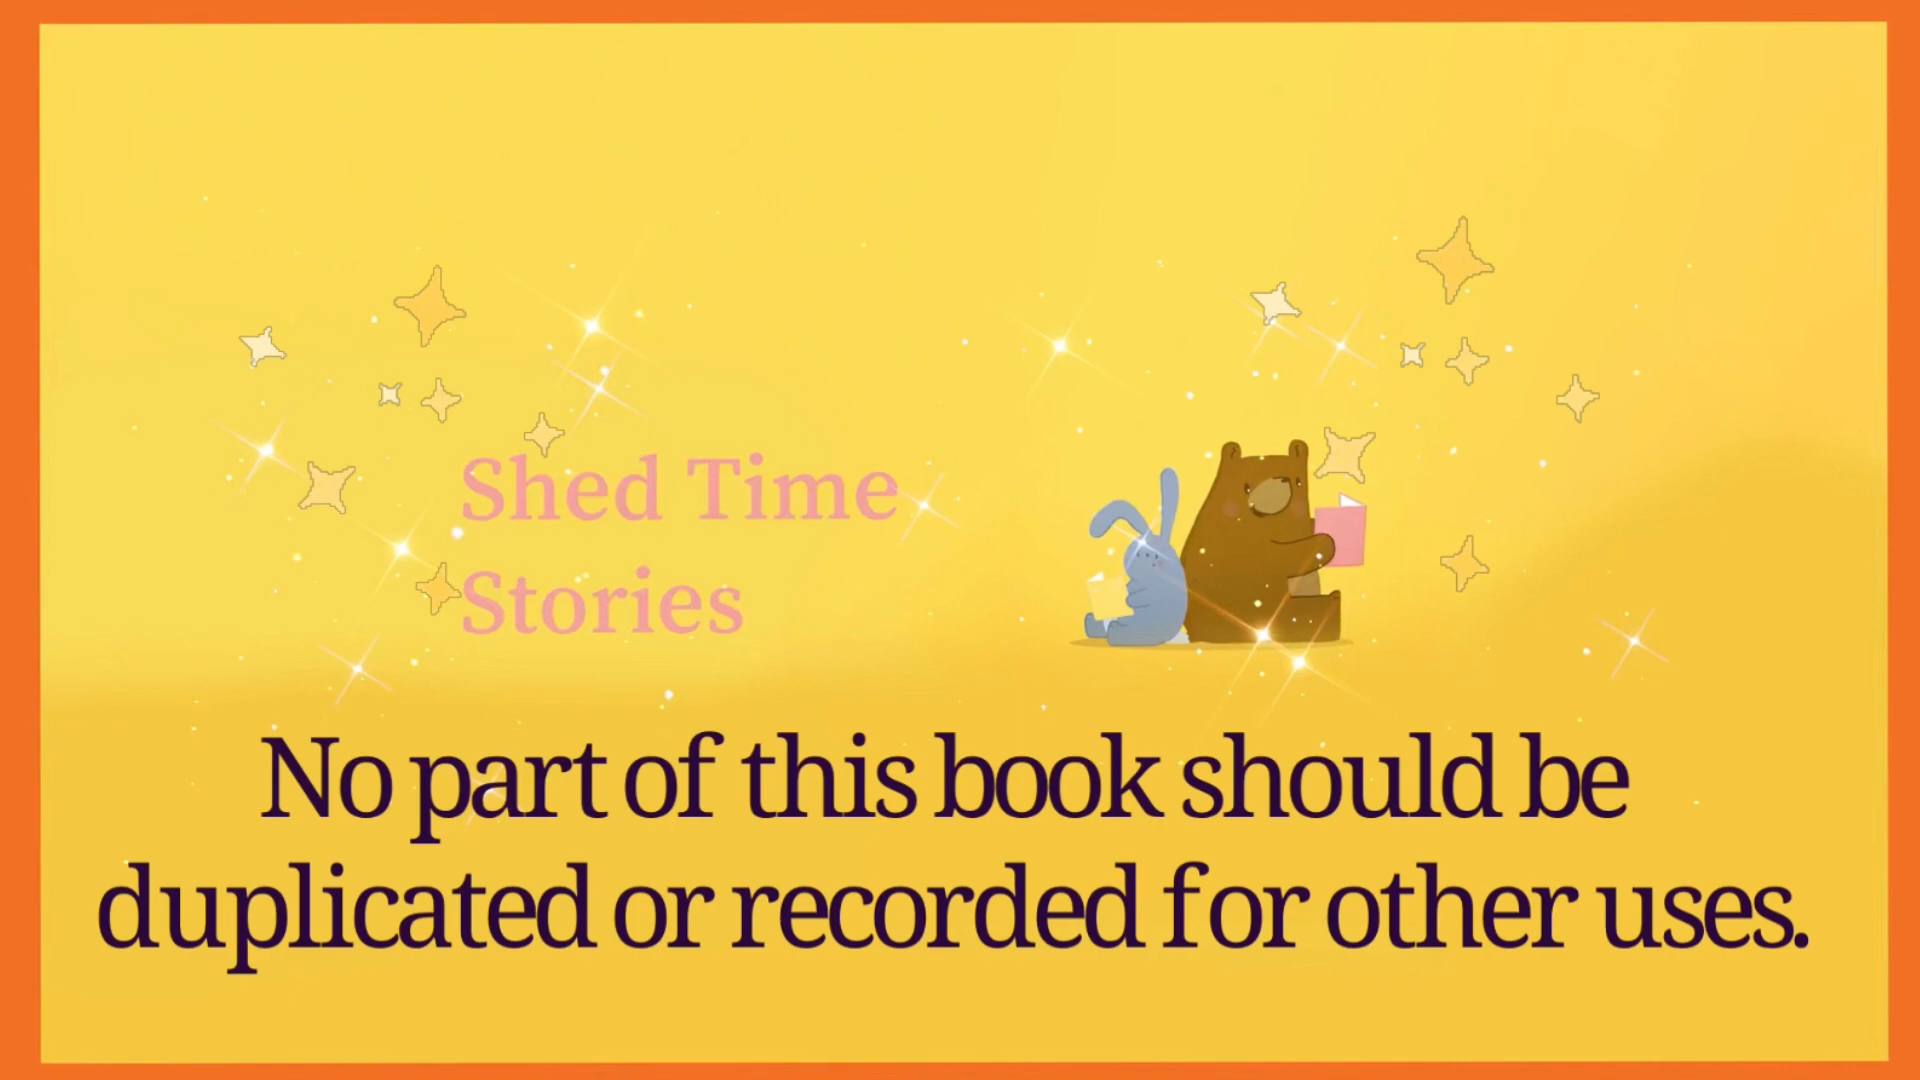 Shed Time
Stories
No part of this book should be
duplicated or recorded for other uses.